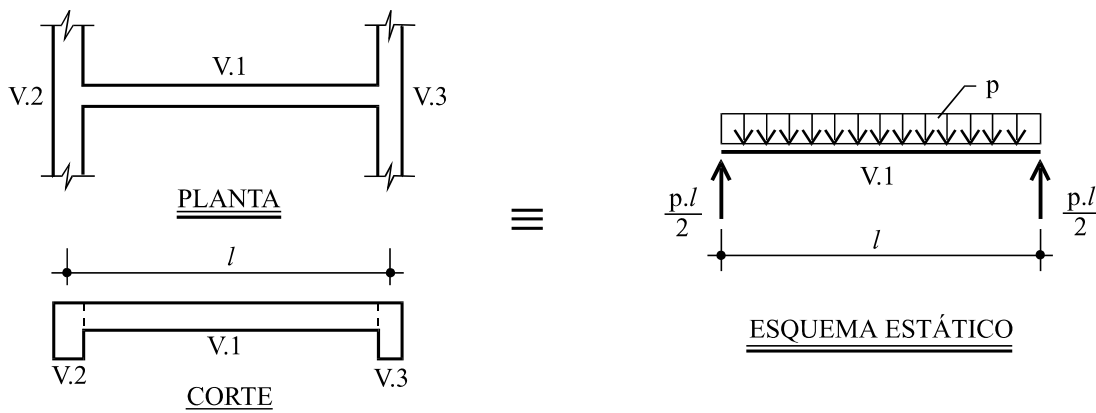 V.1
V.2
V.3
PLANTA
l
V.1
V.2
V.3
CORTE
≡
p
V.1
p.l
2
p.l
2
l
ESQUEMA ESTÁTICO